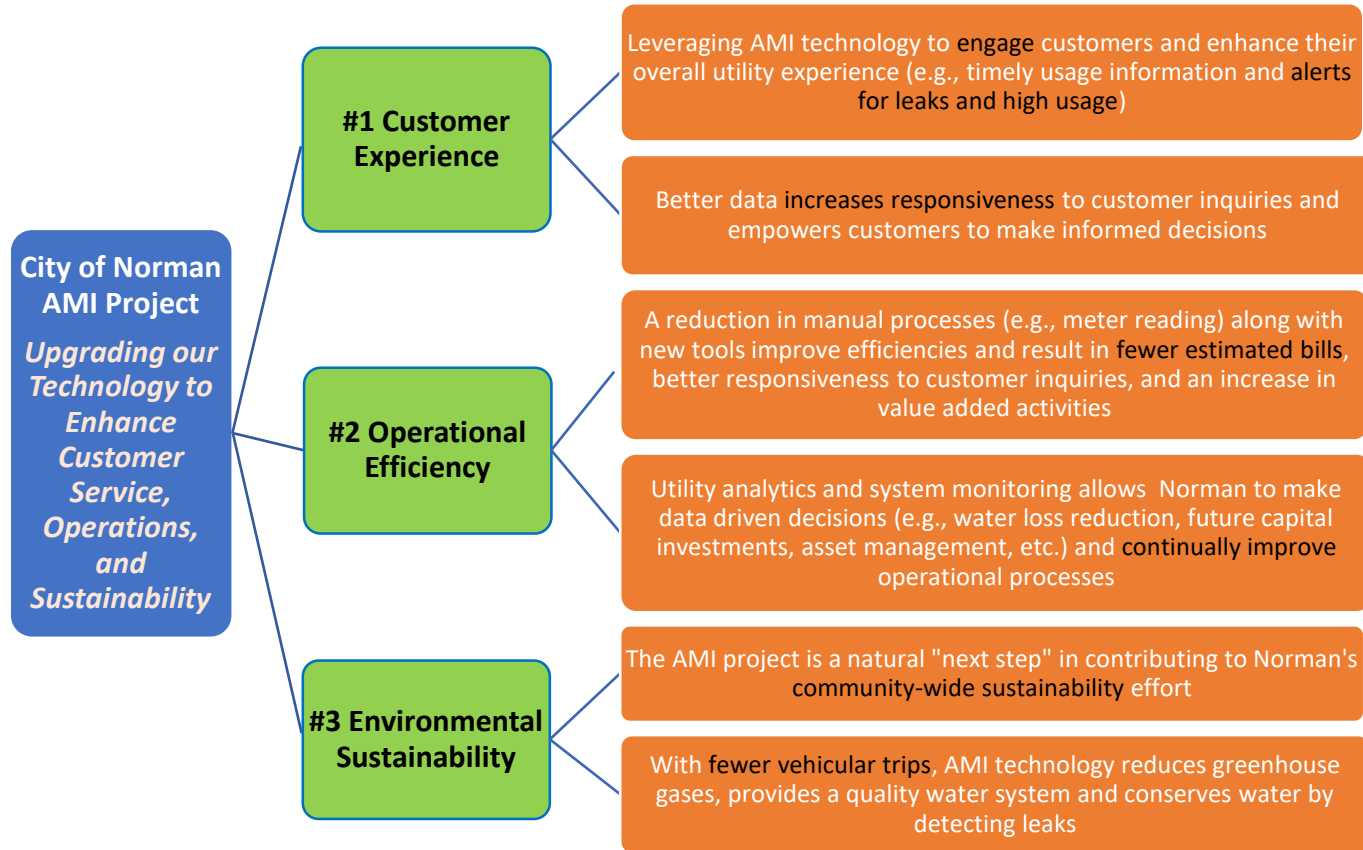 City of Norman
AMI Project
Upgrading our
Technology to
Enhance
Customer
Service,
Operations,
and
Sustainability
#1 Customer
Experience
Leveraging AMI technology to engage customers and enhance their
overall utility experience (e.g., timely usage information and alerts
for leaks and high usage)
Better data increases responsiveness to customer inquiries and
empowers customers to make informed decisions
#2 Operational
Efficiency
A reduction in manual processes (e.g., meter reading) along with
new tools improve efficiencies and result in fewer estimated bills,
better responsiveness to customer inquiries, and an increase in
value added activities
Utility analytics and system monitoring allows  Norman to make
data driven decisions (e.g., water loss reduction, future capital
investments, asset management, etc.) and continually improve
operational processes
#3 Environmental
Sustainability
The AMI project is a natural "next step" in contributing to Norman's
community-wide sustainability effort
With fewer vehicular trips, AMI technology reduces greenhouse
gases, provides a quality water system and conserves water by
detecting leaks